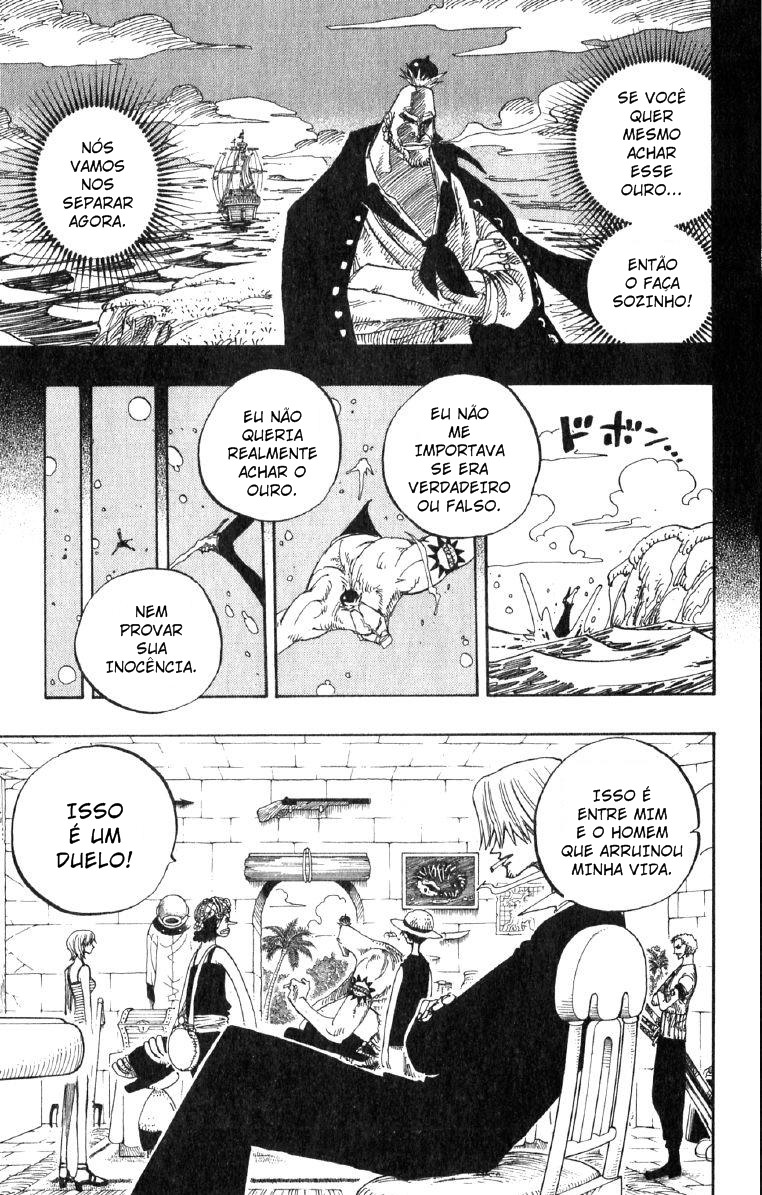 SE VOCÊ
QUER
MESMO
ACHAR
ESSE
OURO...
ENTÃO
O FAÇA
SOZINHO!
NÓS
VAMOS
NOS
SEPARAR
AGORA.
ドボン...
EU NÃO
ME
IMPORTAVA
SE ERA
VERDADEIRO
OU FALSO.
EU NÃO
QUERIA
REALMENTE
ACHAR O
OURO.
NEM
PROVAR
SUA
INOCÊNCIA.
ISSO É
ENTRE MIM
E O HOMEM
QUE ARRUINOU
MINHA VIDA.
ISSO
É UM
DUELO!